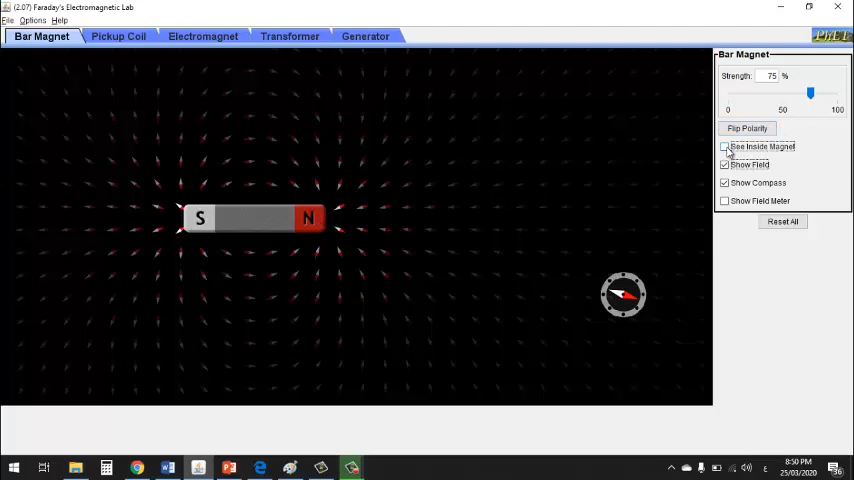 (2.07) Faraday's Electromagnetic Lab
File Options Help
Bar Magnet Pickup Coil Electromagnet Transformer Generator
PhET
Bar Magnet
Strength: 75 %
0 50 100
Flip Polarity
See Inside Magnet
Show Field
Show Compass
Show Field Meter
Reset All
S N
8:50 PM
ع
25/03/2020
36